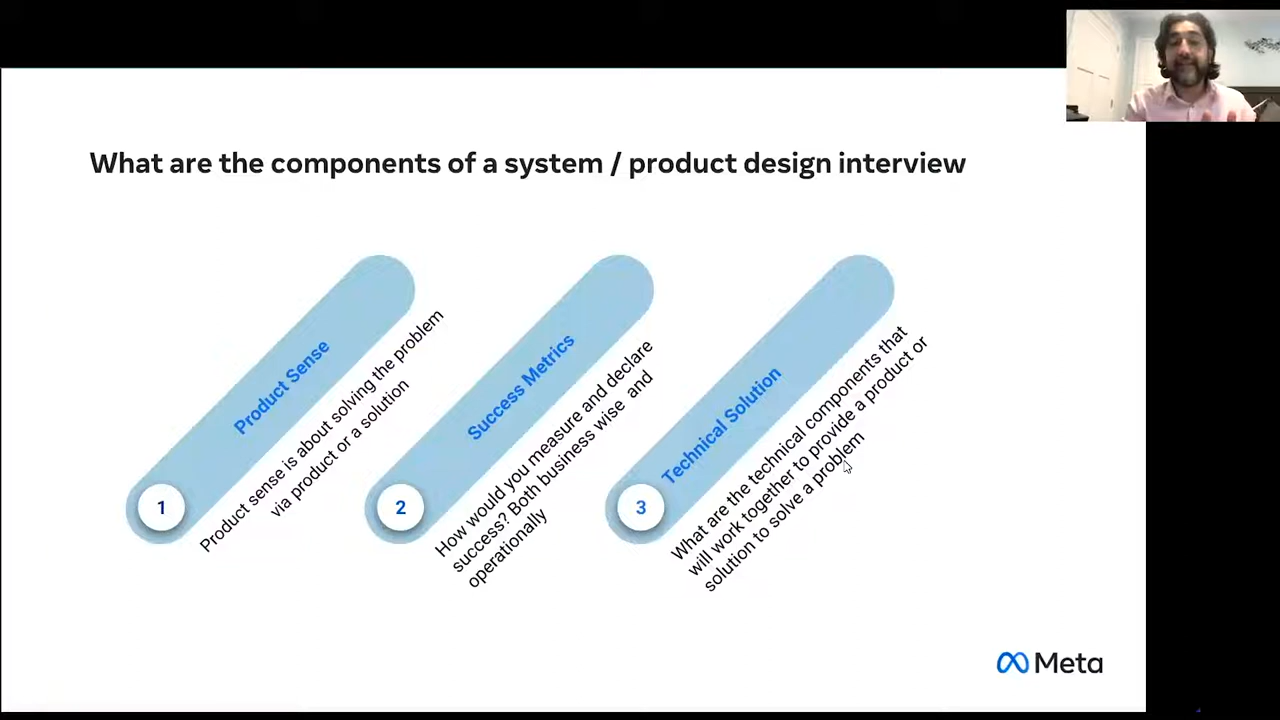 What are the components of a system / product design interview
Product Sense
1
Product sense is about solving the problem
via product or a solution
Success Metrics
2
How would you measure and declare
success? Both business wise and
operationally
Technical Solution
3
What are the technical components that
will work together to provide a product or
solution to solve a problem
Meta